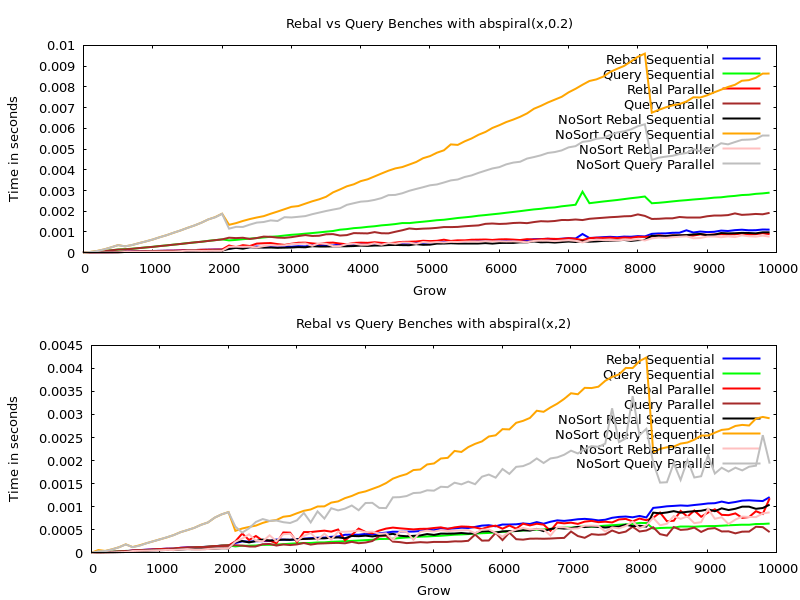 Rebal vs Query Benches with abspiral(x,0.2)
0.01
0.009
0.008
0.007
0.006
0.005
0.004
0.003
0.002
0.001
0
Time in seconds
Rebal Sequential
Query Sequential
Rebal Parallel
Query Parallel
NoSort Rebal Sequential
NoSort Query Sequential
NoSort Rebal Parallel
NoSort Query Parallel
0 1000 2000 3000 4000 5000 6000 7000 8000 9000 10000
Grow
Rebal vs Query Benches with abspiral(x,2)
0.0045
0.004
0.0035
0.003
0.0025
0.002
0.0015
0.001
0.0005
0
Time in seconds
Rebal Sequential
Query Sequential
Rebal Parallel
Query Parallel
NoSort Rebal Sequential
NoSort Query Sequential
NoSort Rebal Parallel
NoSort Query Parallel
0 1000 2000 3000 4000 5000 6000 7000 8000 9000 10000
Grow